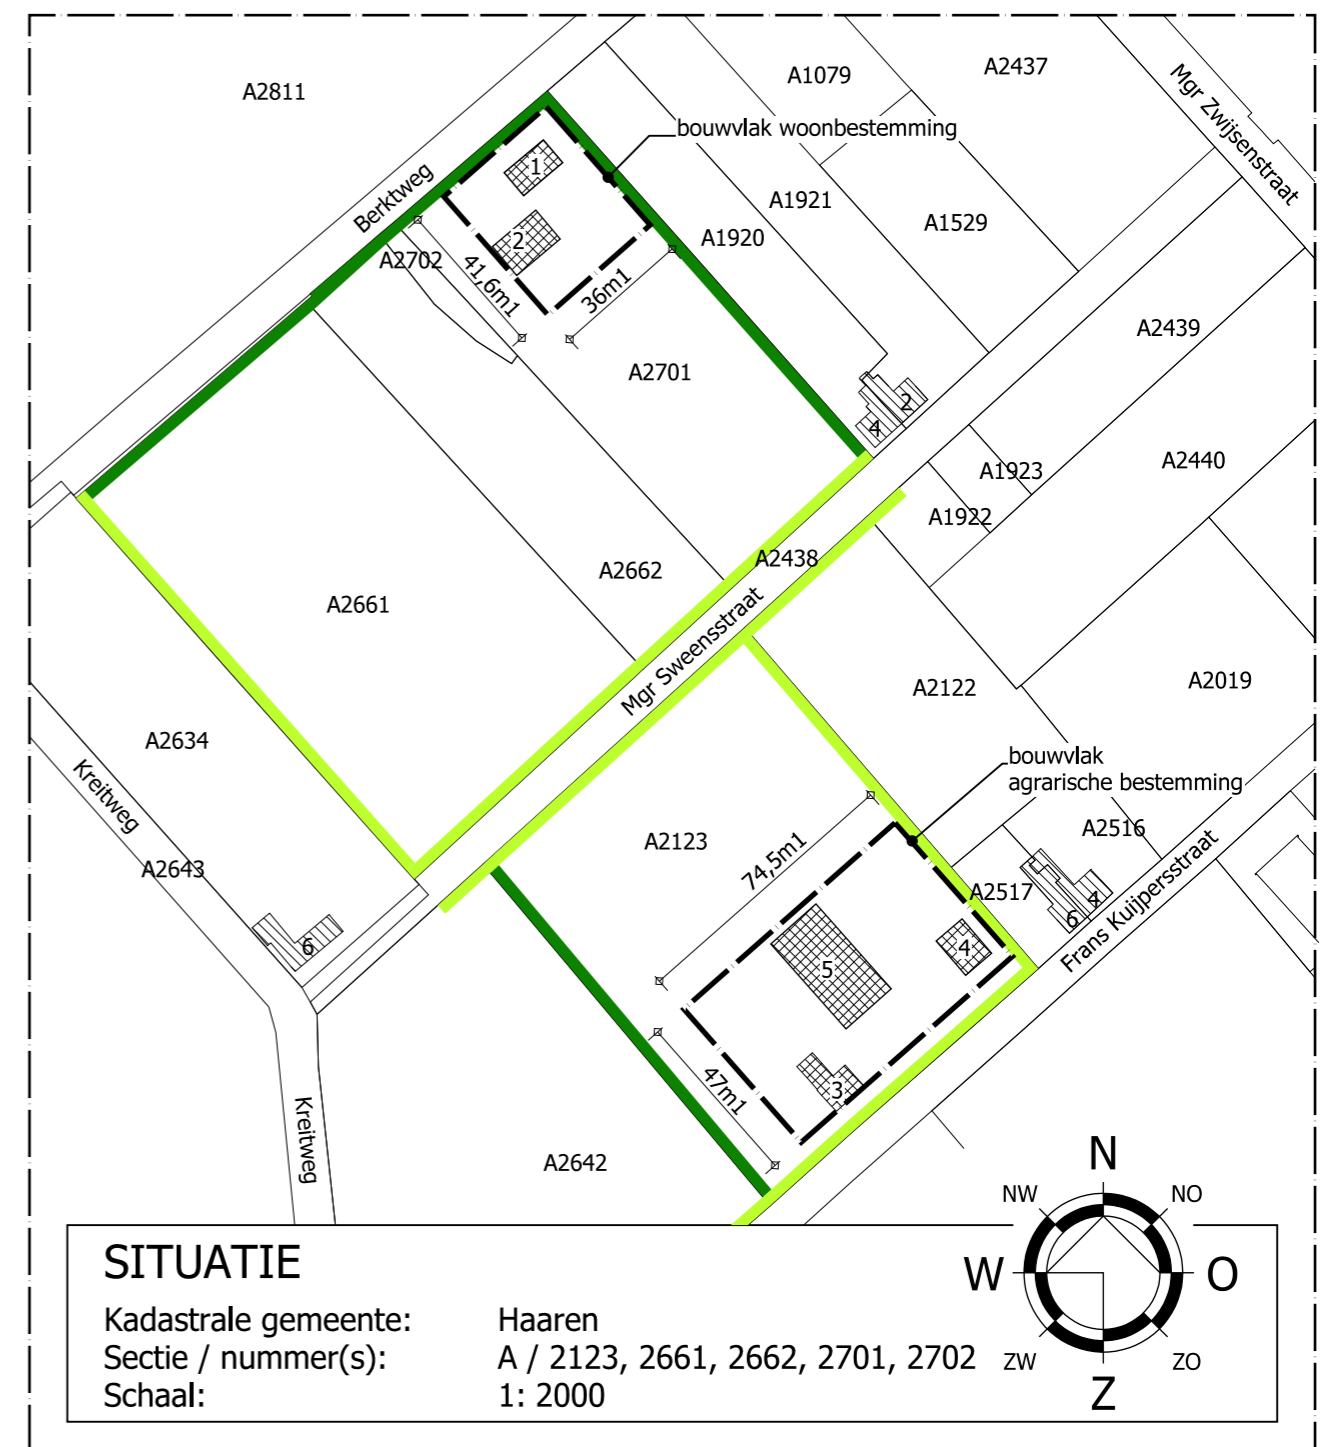 A2811
A1079
A2437
Mgr Zwijsenstraat
bouwvlak woonbestemming
1
Berktweg
A1921
A1529
A1920
2
A2702
41,6m1
36m1
A2439
A2701
2
4
A2440
A1923
A1922
A2438
A2662
A2661
Mgr Sweensstraat
A2122
A2019
A2634
bouwvlak
agrarische bestemming
Kreitweg
A2123
74,5m1
A2516
A2643
A2517
4
6
Frans Kuijpersstraat
6
4
5
3
47m1
Kreitweg
A2642
N
NW
NO
W
O
ZW
ZO
Z
SITUATIE
Kadastrale gemeente: Haaren
Sectie / nummer(s): A / 2123, 2661, 2662, 2701, 2702
Schaal: 1: 2000